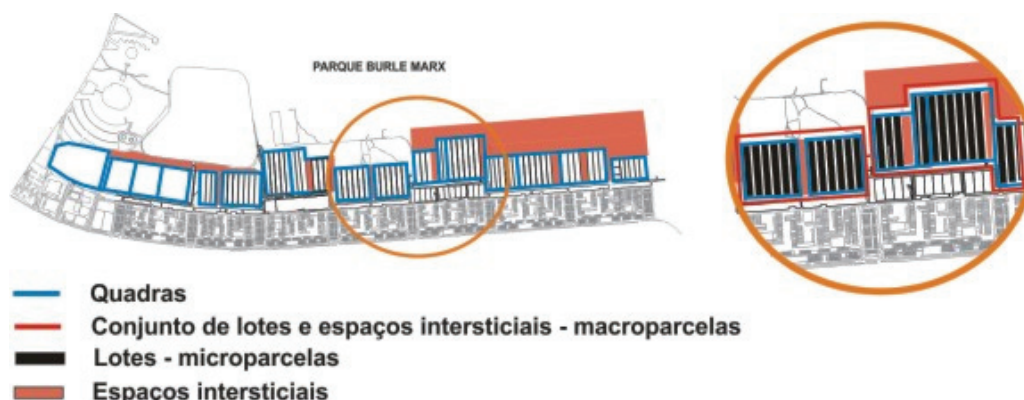 PARQUE BURLE MARX
Quadras
Conjunto de lotes e espaços intersticiais - macroparcelas
Lotes - microparcelas
Espaços intersticiais